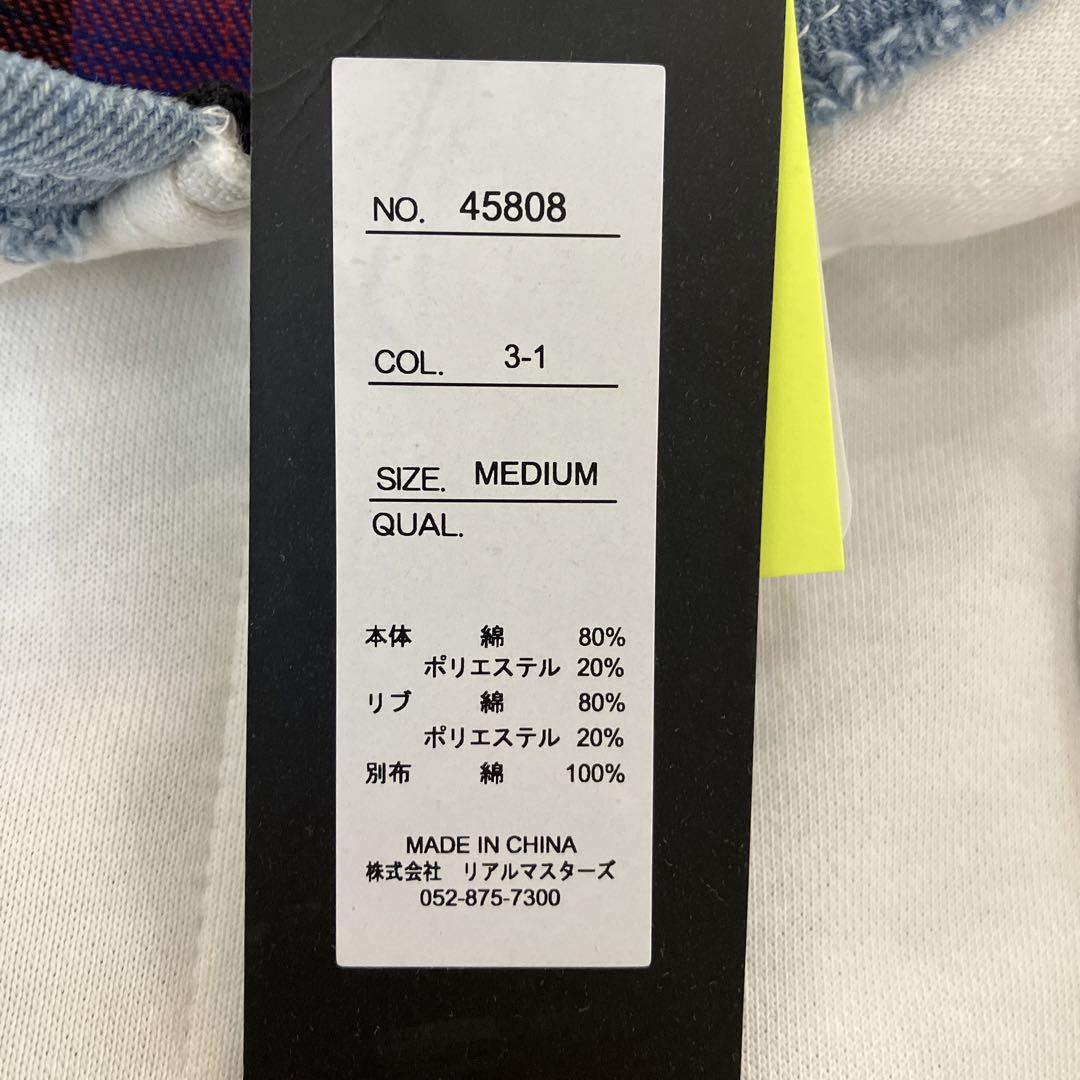 NO. 45808
COL. 3-1
SIZE. MEDIUM
QUAL.
本体 綿 80%
ポリエステル 20%
リブ 綿 80%
ポリエステル 20%
別布 綿 100%
MADE IN CHINA
株式会社 リアルマスターズ
052-875-7300